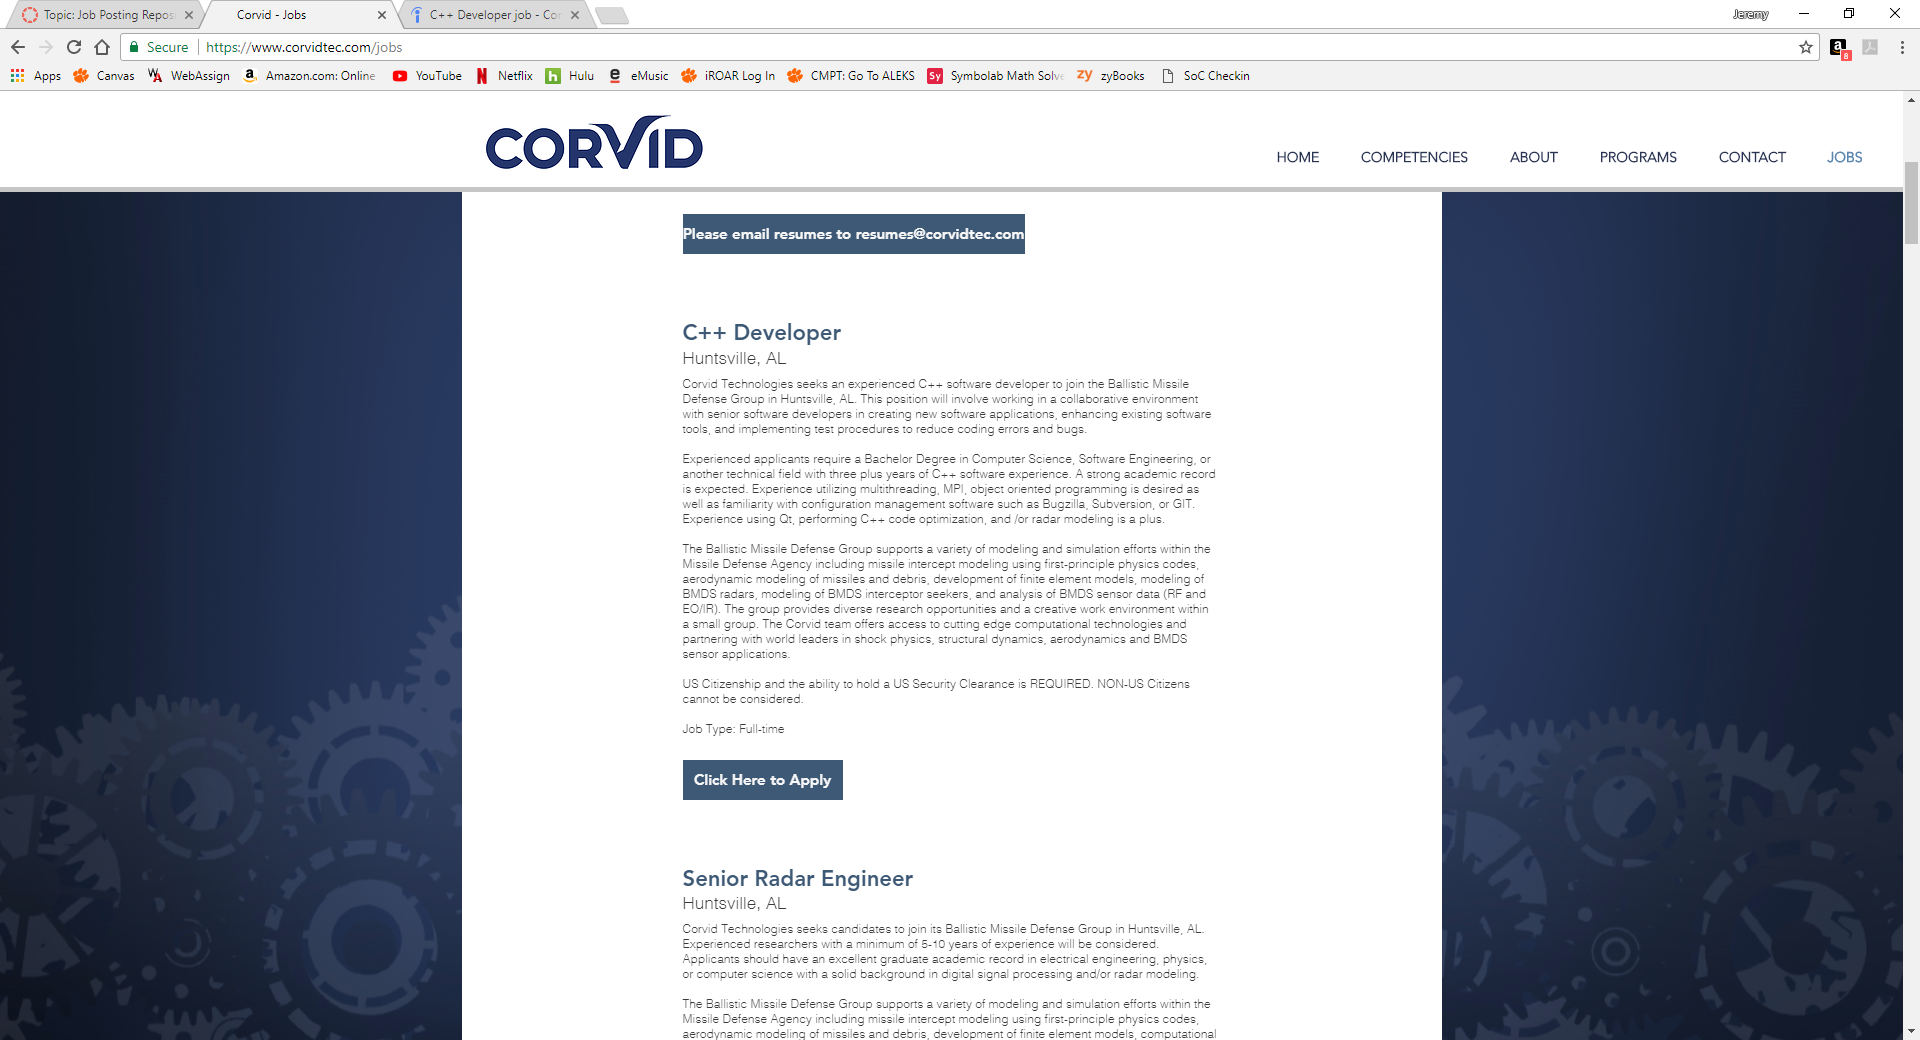 Topic: Job Posting Repos
Corvid - Jobs
C++ Developer job - Cor
Jeremy
Secure
https://www.corvidtec.com/jobs
Apps
Canvas
WebAssign
Amazon.com: Online
YouTube
Netflix
Hulu
eMusic
iROAR Log In
CMPT: Go To ALEKS
Symbolab Math Solve
zyBooks
SoC Checkin
CORVID
HOME
COMPETENCIES
ABOUT
PROGRAMS
CONTACT
JOBS
Please email resumes to resumes@corvidtec.com
C++ Developer
Huntsville, AL
Corvid Technologies seeks an experienced C++ software developer to join the Ballistic Missile
Defense Group in Huntsville, AL. This position will involve working in a collaborative environment
with senior software developers in creating new software applications, enhancing existing software
tools, and implementing test procedures to reduce coding errors and bugs.
Experienced applicants require a Bachelor Degree in Computer Science, Software Engineering, or
another technical field with three plus years of C++ software experience. A strong academic record
is expected. Experience utilizing multithreading, MPI, object oriented programming is desired as
well as familiarity with configuration management software such as Bugzilla, Subversion, or GIT.
Experience using Qt, performing C++ code optimization, and /or radar modeling is a plus.
The Ballistic Missile Defense Group supports a variety of modeling and simulation efforts within the
Missile Defense Agency including missile intercept modeling using first-principle physics codes,
aerodynamic modeling of missiles and debris, development of finite element models, modeling of
BMDS radars, modeling of BMDS interceptor seekers, and analysis of BMDS sensor data (RF and
EO/IR). The group provides diverse research opportunities and a creative work environment within
a small group. The Corvid team offers access to cutting edge computational technologies and
partnering with world leaders in shock physics, structural dynamics, aerodynamics and BMDS
sensor applications.
US Citizenship and the ability to hold a US Security Clearance is REQUIRED. NON-US Citizens
cannot be considered.
Job Type: Full-time
Click Here to Apply
Senior Radar Engineer
Huntsville, AL
Corvid Technologies seeks candidates to join its Ballistic Missile Defense Group in Huntsville, AL.
Experienced researchers with a minimum of 5-10 years of experience will be considered.
Applicants should have an excellent graduate academic record in electrical engineering, physics,
or computer science with a solid background in digital signal processing and/or radar modeling.
The Ballistic Missile Defense Group supports a variety of modeling and simulation efforts within the
Missile Defense Agency including missile intercept modeling using first-principle physics codes,
aerodynamic modeling of missiles and debris, development of finite element models, computational